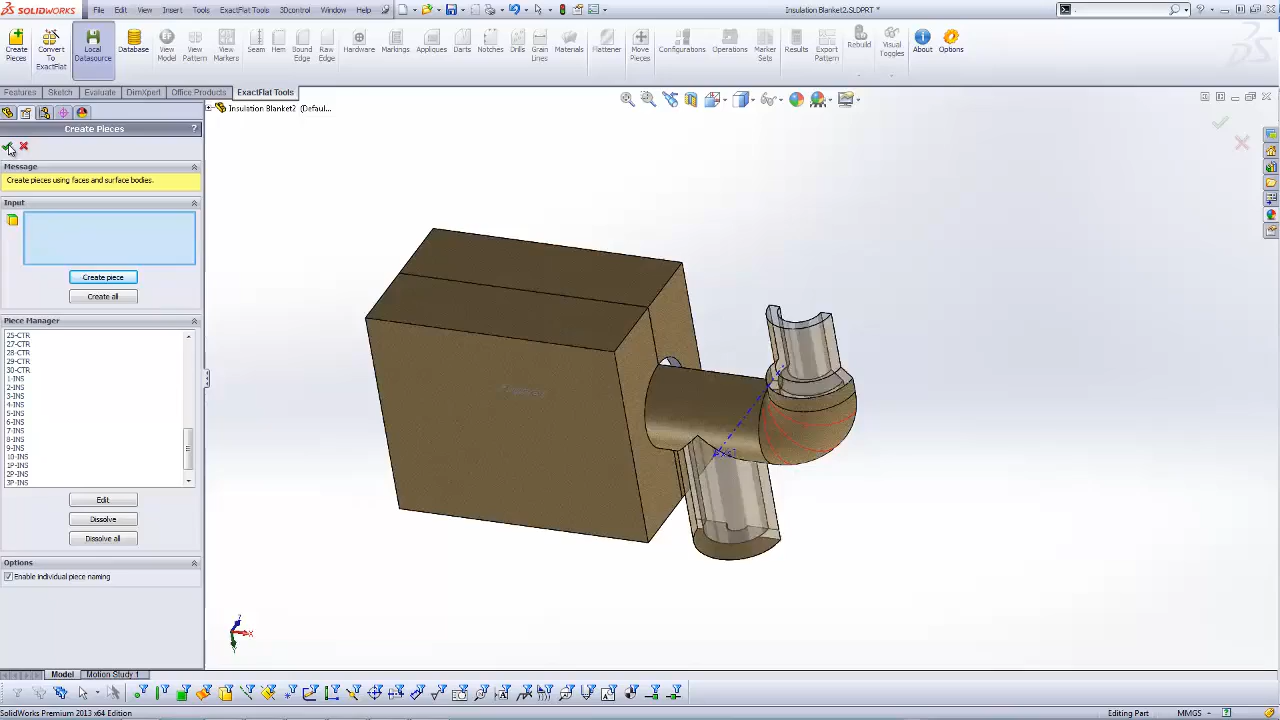 SOLIDWORKS
File Edit View Insert Tools ExactFlat Tools 3Dcontrol Window Help
Insulation Blanket2.SLDPRT *
Create Pieces
Convert To ExactFlat
Local Datasource
Database
View Model
View Pattern
View Markers
Seam
Hem
Bound Edge
Raw Edge
Hardware
Markings
Appliques
Darts
Notches
Drill
Grain Lines
Materials
Flattener
Move Pieces
Configurations
Operations
Marker Sets
Results
Export Pattern
Rebuild
Visual Toggles
About
Options
Features Sketch Evaluate DimXpert Office Products ExactFlat Tools
Insulation Blanket2 (Defaul...
Create Pieces ?
Message
Create pieces using faces and surface bodies.
Input
Create piece
Create all
Piece Manager
25-CTR
27-CTR
28-CTR
29-CTR
30-CTR
1-INS
2-INS
3-INS
4-INS
5-INS
6-INS
7-INS
8-INS
9-INS
10-INS
1P-INS
2P-INS
3P-INS
Edit
Dissolve
Dissolve all
Options
Enable individual piece naming
Model Motion Study 1
SolidWorks Premium 2013 x64 Edition
Editing Part
MMGS